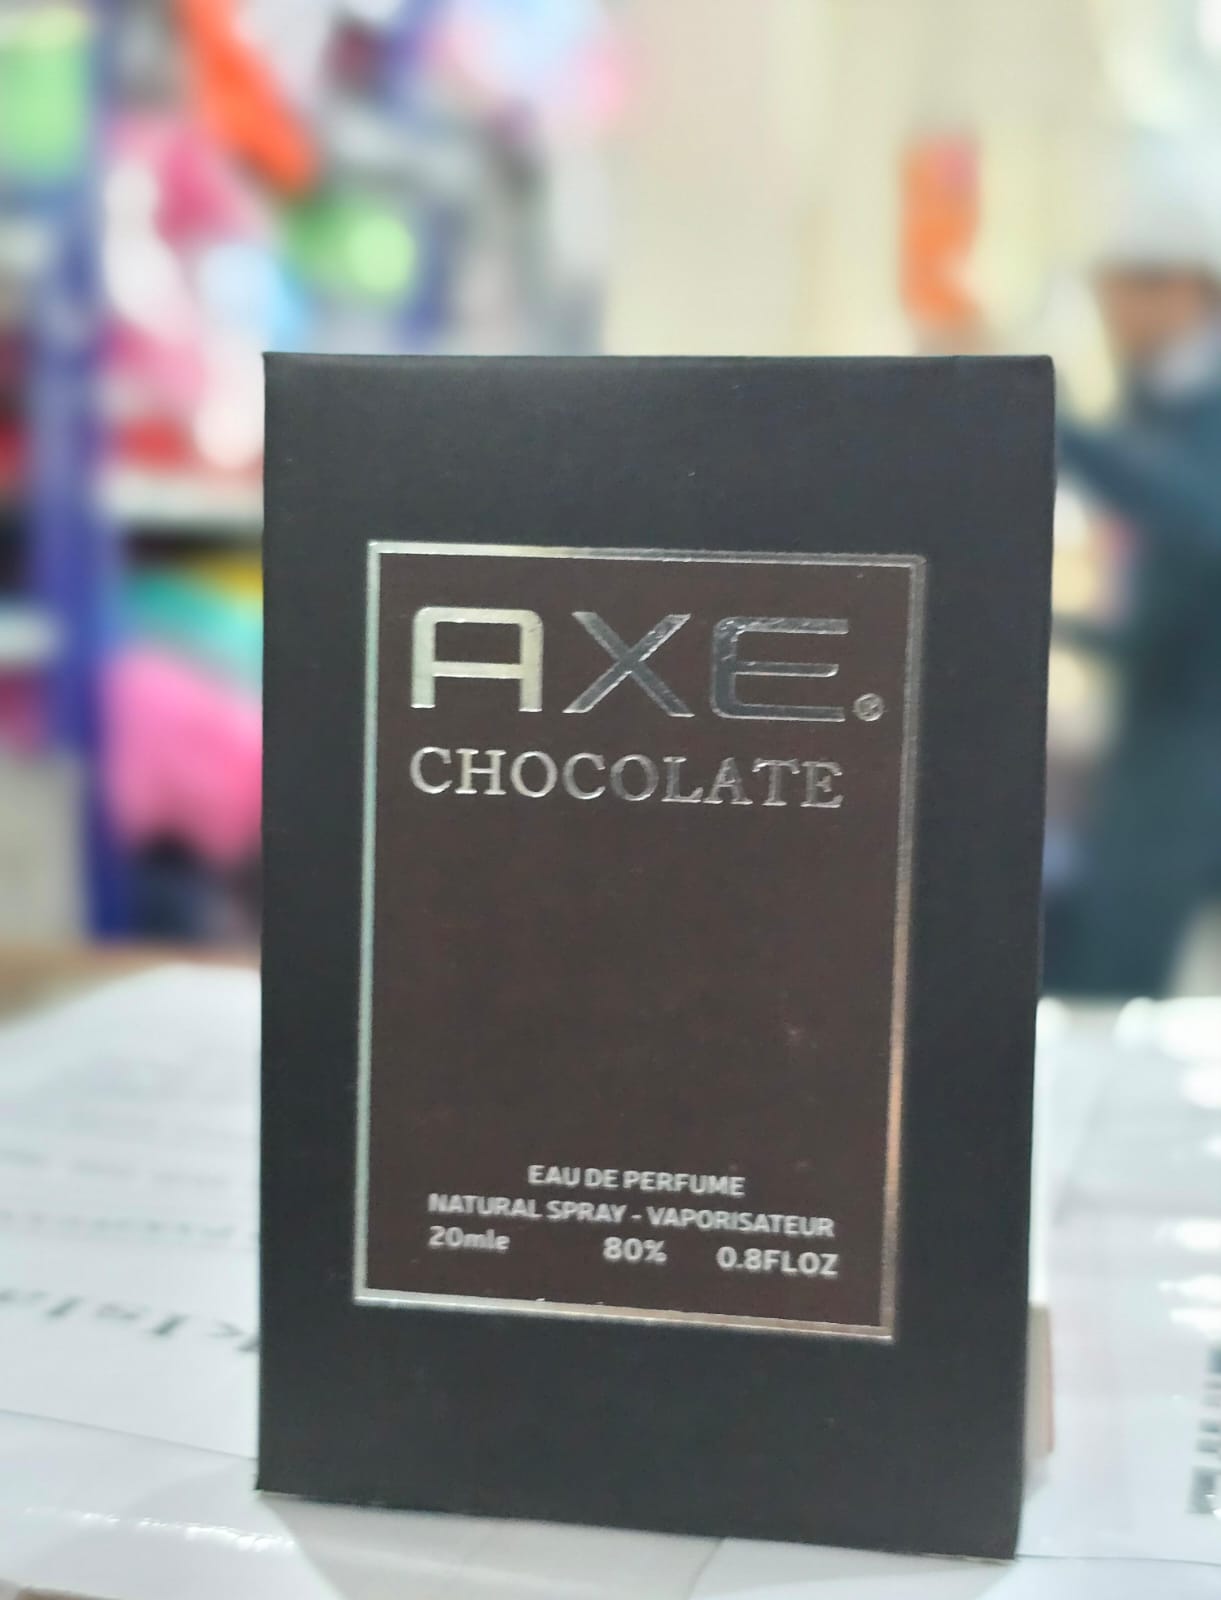 AXE®
CHOCOLATE
EAU DE PERFUME
NATURAL SPRAY - VAPORISATEUR
20mle 80% 0.8FLOZ